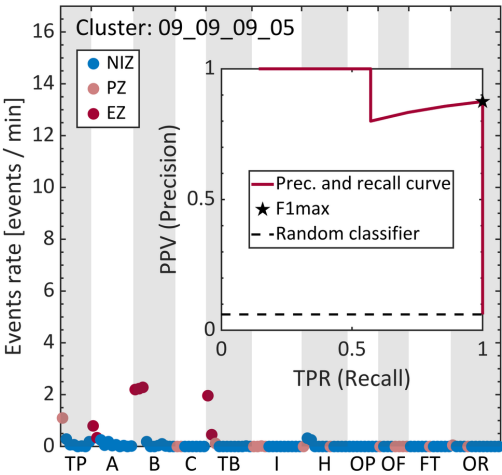 Cluster: 09_09_09_05
NIZ
PZ
EZ
Events rate [events / min]
16
14
12
10
8
6
4
2
0
TP A B C TB I H OP OF FT OR
PPV (Precision)
1
0.5
0
Prec. and recall curve
F1max
Random classifier
0 0.5 1
TPR (Recall)